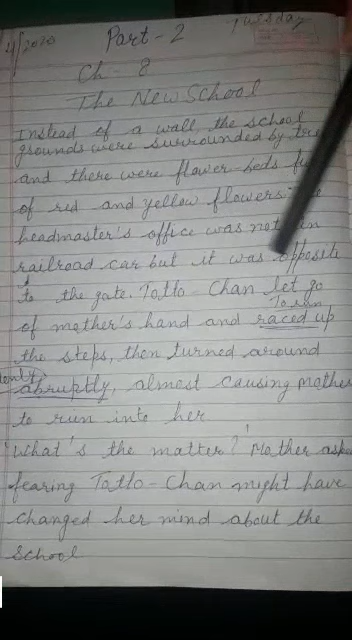 4/2020 Tuesday
Part - 2
Ch - 8
The New School
Instead of a wall, the school
grounds were surrounded by
and there were flower-beds
of red and yellow flowers
headmaster's office was not in
railroad car but it was opposite
to the gate. Totto-Chan let go
To run
of mother's hand and raced up
the steps, then turned around
abruptly, almost causing mother
to run into her
"What's the matter?" Mother
fearing Totto-Chan might have
changed her mind about the
school